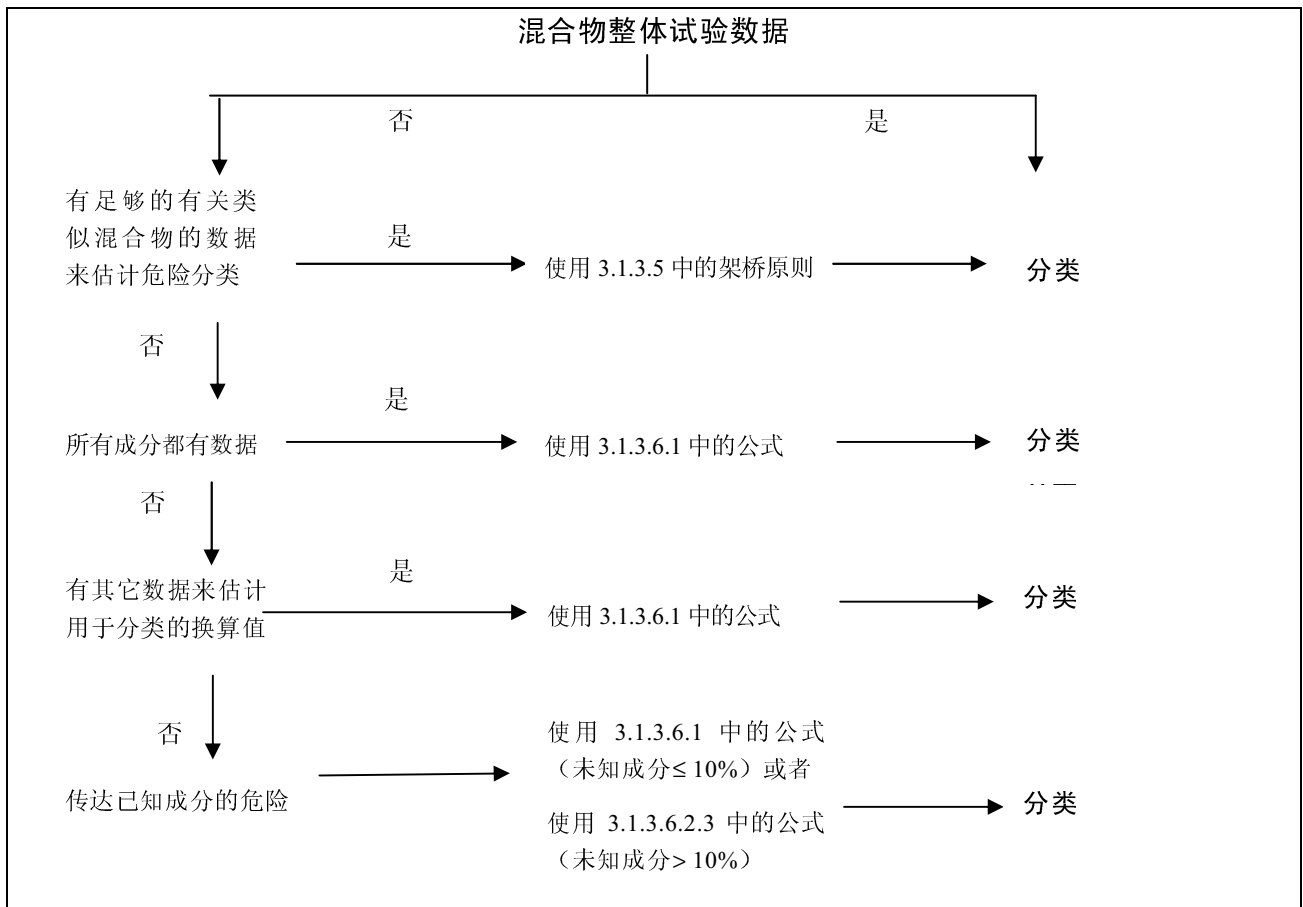 混合物整体试验数据
否
是
有足够的有关类
似混合物的数据
来估计危险分类
是
使用 3.1.3.5 中的架桥原则
分类
否
所有成分都有数据
是
使用 3.1.3.6.1 中的公式
分类
否
有其它数据来估计
用于分类的换算值
是
使用 3.1.3.6.1 中的公式
分类
否
传达已知成分的危险
使用 3.1.3.6.1 中的公式
（未知成分≤ 10%）或者
使用 3.1.3.6.2.3 中的公式
（未知成分> 10%）
分类